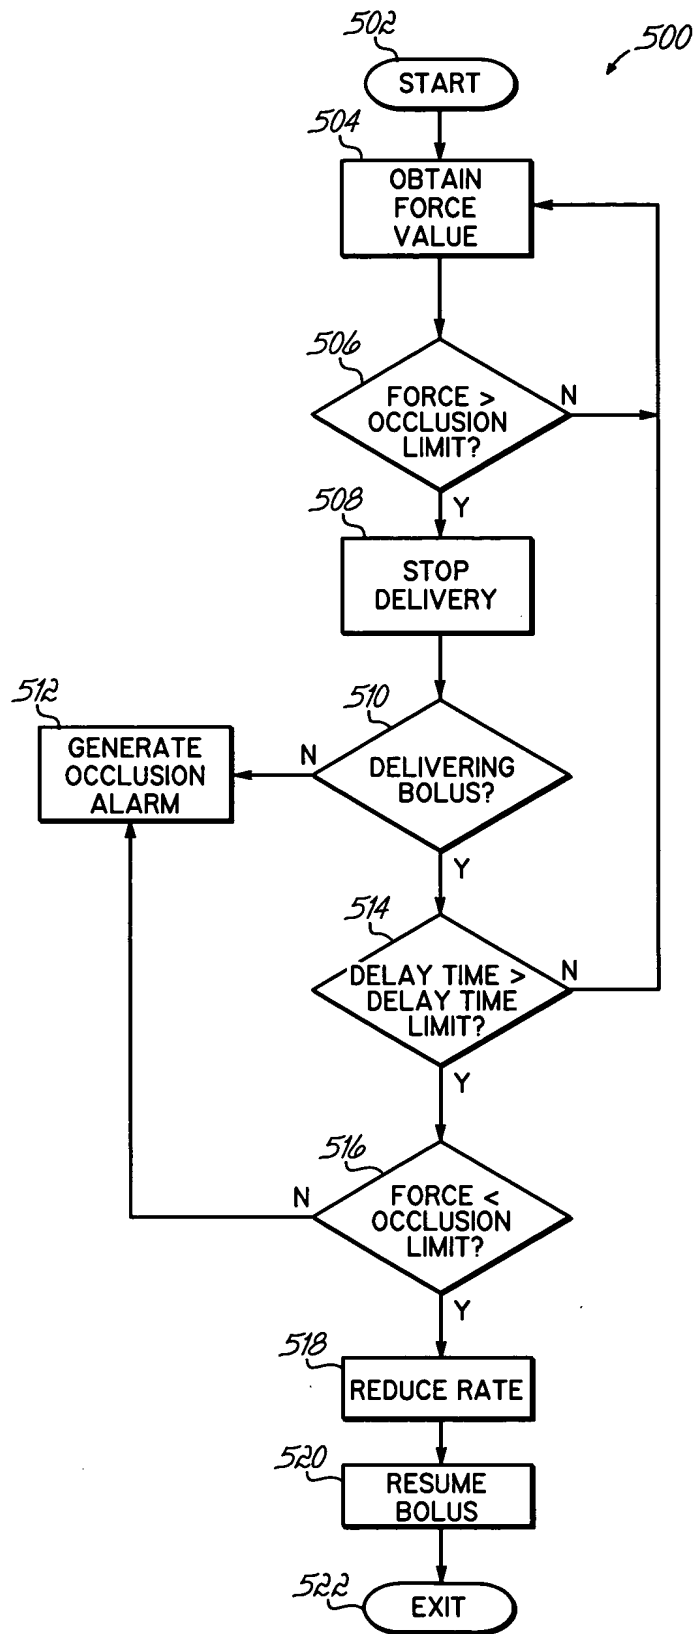 502
500
START
504
OBTAIN
FORCE
VALUE
506
FORCE >
OCCLUSION
LIMIT?
N
Y
508
STOP
DELIVERY
512
GENERATE
OCCLUSION
ALARM
510
N
DELIVERING
BOLUS?
Y
514
DELAY TIME >
DELAY TIME
LIMIT?
N
Y
516
N
FORCE <
OCCLUSION
LIMIT?
Y
518
REDUCE RATE
520
RESUME
BOLUS
522
EXIT